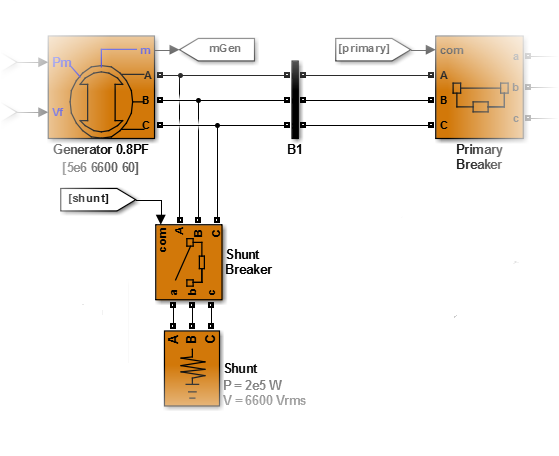 Pm
Vf
m
A
B
C
mGen
[primary]
com
A
B
C
a
b
c
Generator 0.8PF
[5e6 6600 60]
B1
Primary
Breaker
[shunt]
com
A
B
C
a
b
c
Shunt
Breaker
A
B
C
Shunt
P = 2e5 W
V = 6600 Vrms